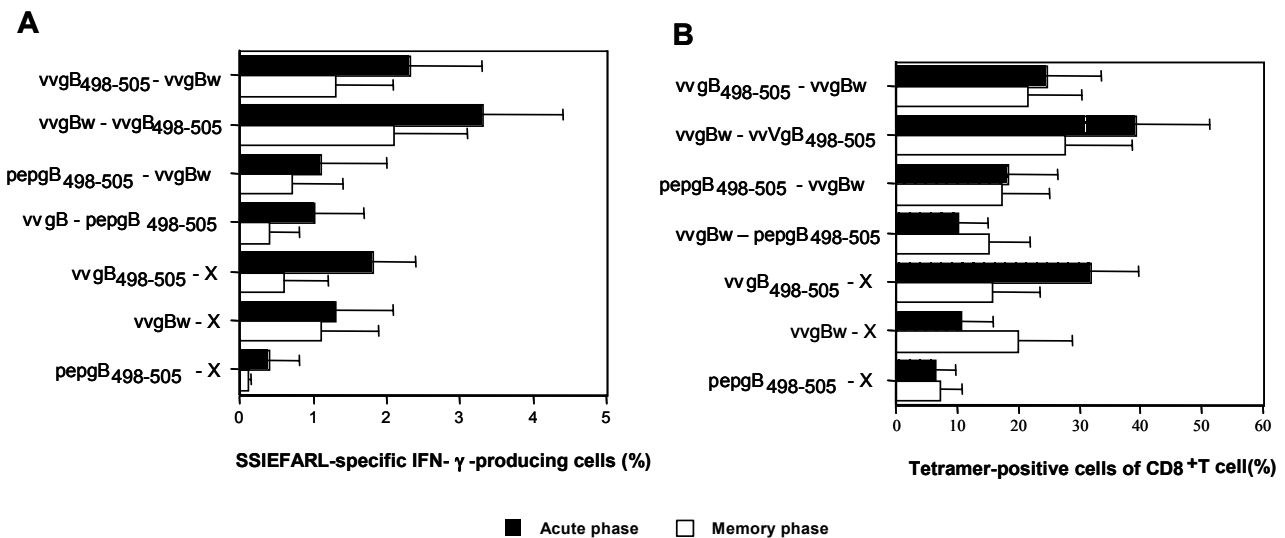 A
vvgB498-505 - vvgBw
vvgBw - vvgB498-505
pepgB498-505 - vvgBw
vvgB - pepgB 498-505
vvgB498-505 - X
vvgBw - X
pepgB498-505 - X
0 1 2 3 4 5
SSIEFARL-specific IFN- γ -producing cells (%)
B
vvgB498-505 - vvgBw
vvgBw - vvVgB498-505
pepgB498-505 - vvgBw
vvgBw – pepgB498-505
vvgB498-505 - X
vvgBw - X
pepgB498-505 - X
0 10 20 30 40 50 60
Tetramer-positive cells of CD8+T cell(%)
Acute phase Memory phase